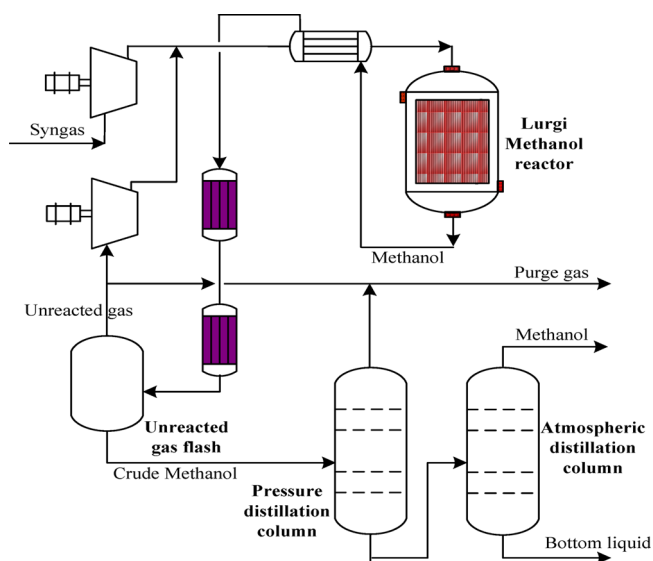 Syngas
Lurgi
Methanol
reactor
Methanol
Purge gas
Unreacted gas
Methanol
Unreacted
gas flash
Atmospheric
distillation
column
Crude Methanol
Pressure
distillation
column
Bottom liquid